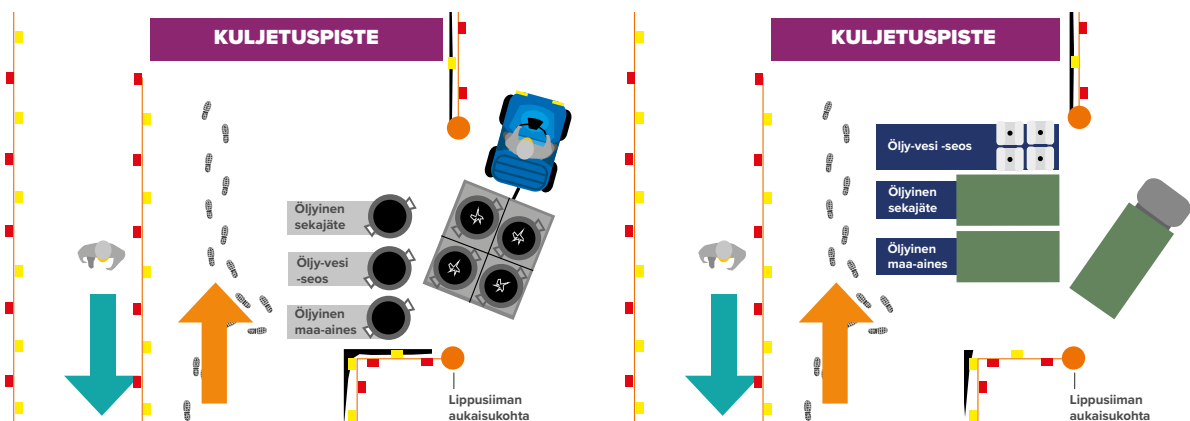 KULJETUSPISTE
Öljyinen
sekajäte
Öljy-vesi
-seos
Öljyinen
maa-aines
Lippusiiman
aukaisukohta
KULJETUSPISTE
Öljy-vesi -seos
Öljyinen
sekajäte
Öljyinen
maa-aines
Lippusiiman
aukaisukohta